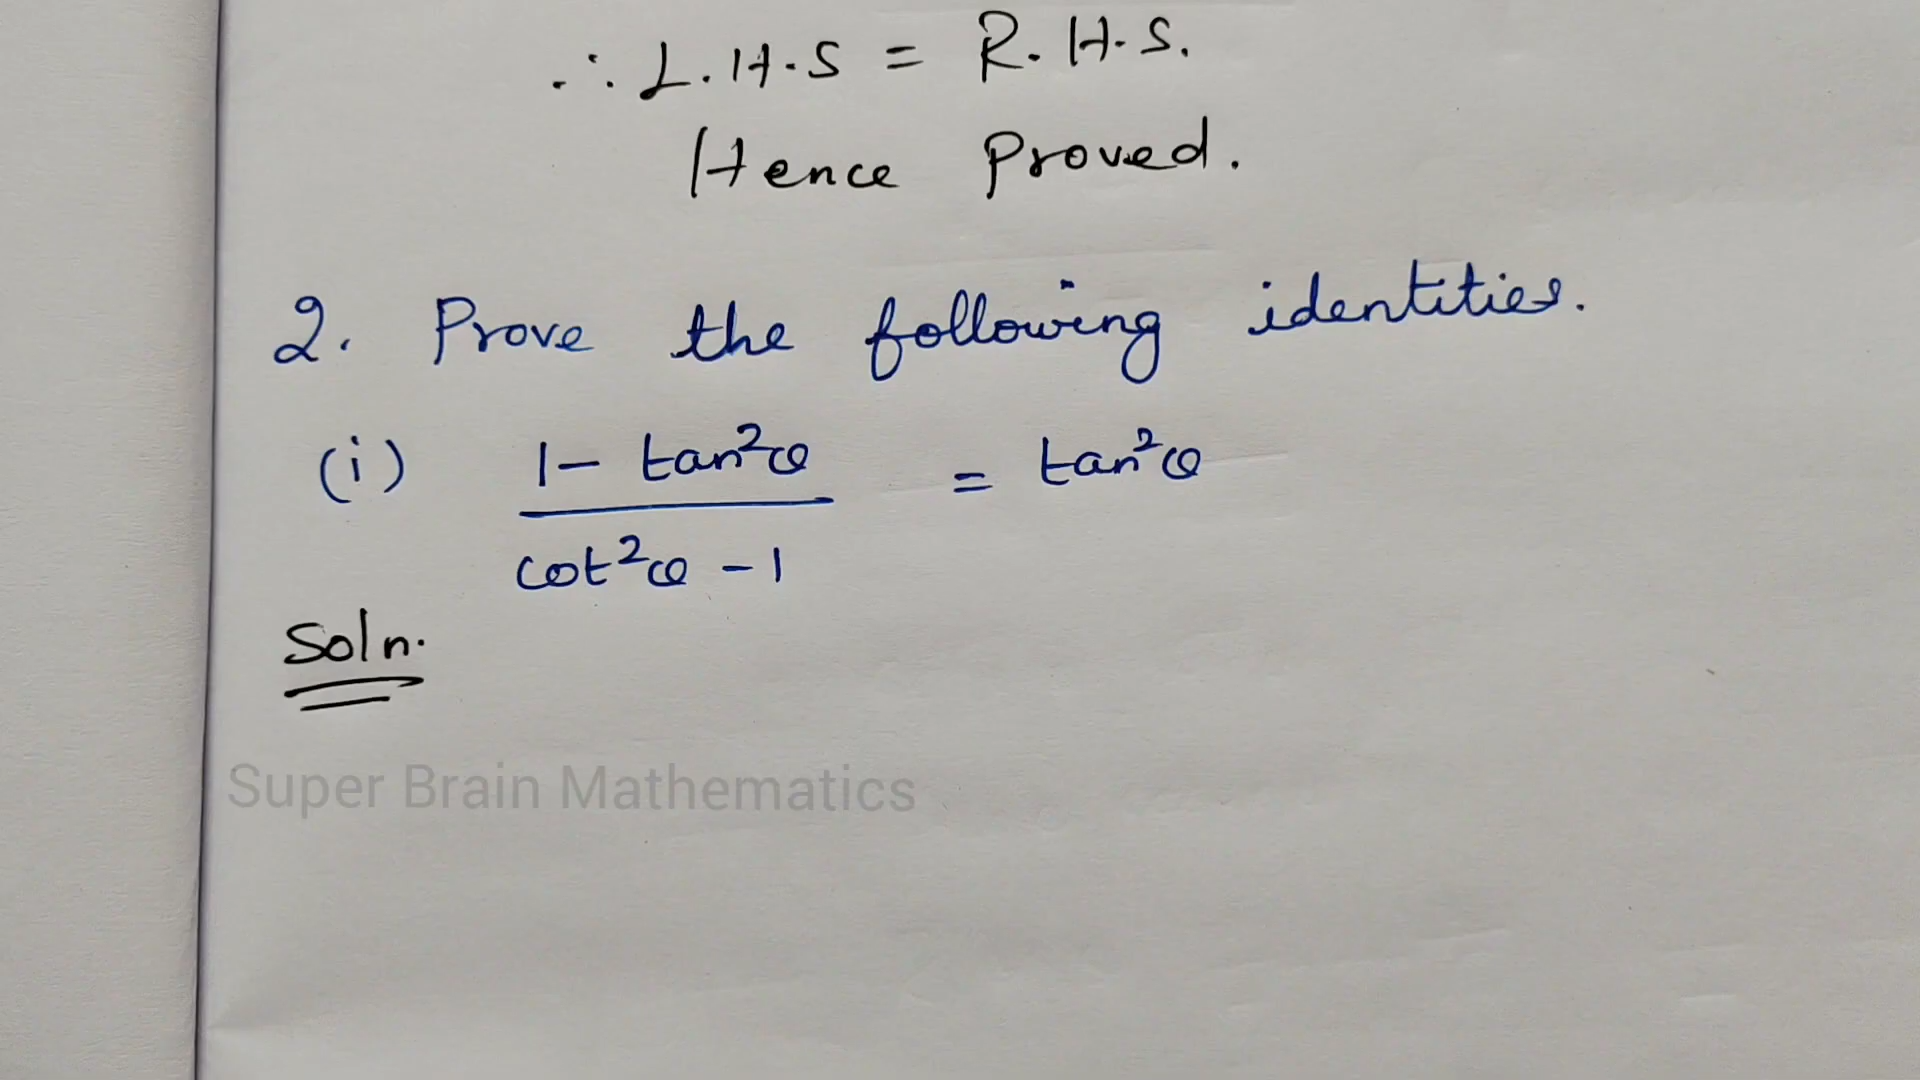 ∴ L.H.S = R.H.S.
Hence Proved.
2. Prove the following identities.
(i) 1 - tan²θ / cot²θ - 1 = tan²θ
Soln.
Super Brain Mathematics